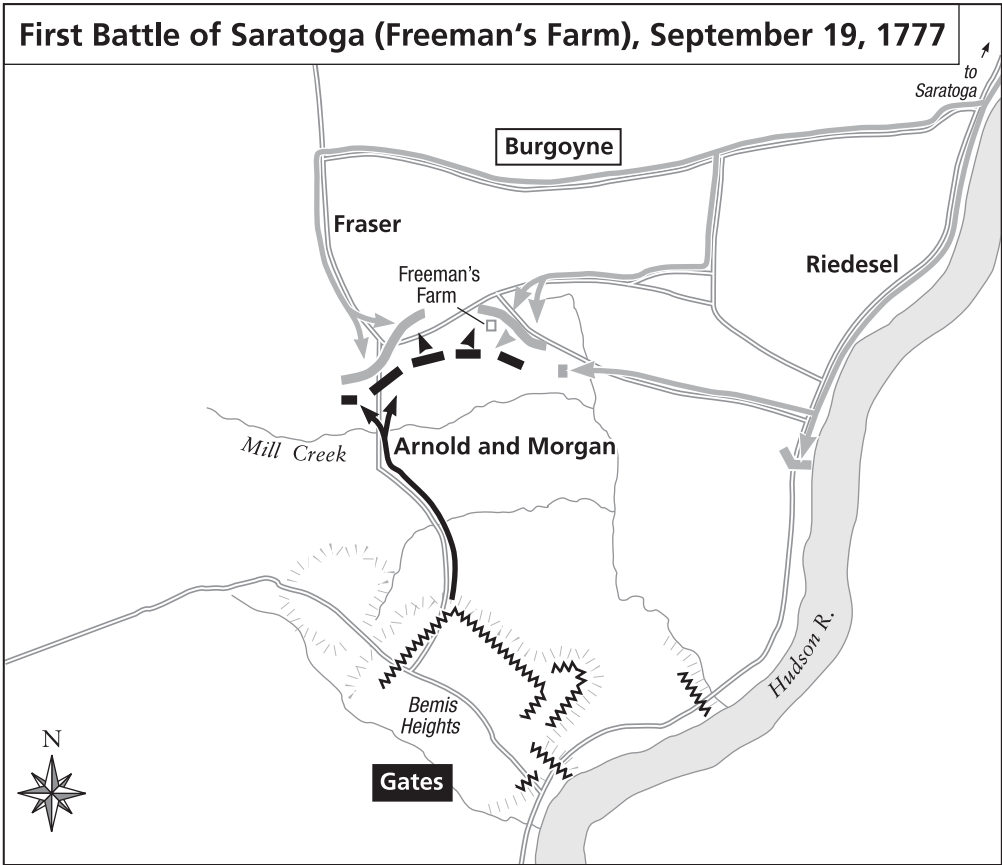 First Battle of Saratoga (Freeman‘s Farm), September 19, 1777
to
Saratoga
Burgoyne
Fraser
Riedesel
Freeman's
Farm
Mill Creek
Arnold and Morgan
Hudson R.
Bemis
Heights
N
Gates